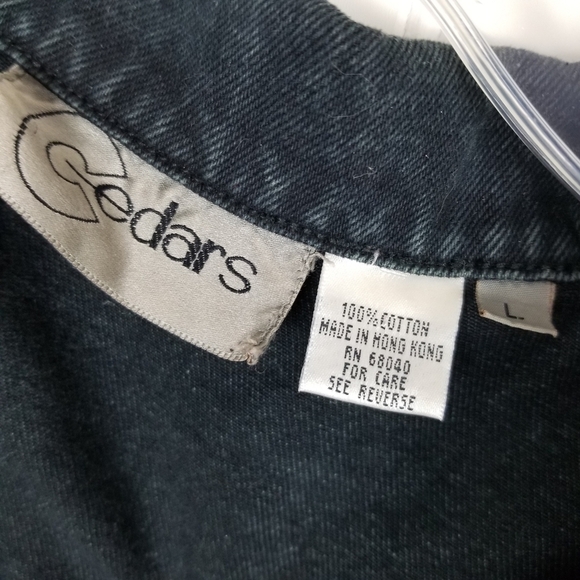 Cedars
100% COTTON
MADE IN HONG KONG
RN 68040
FOR CARE
SEE REVERSE
L.